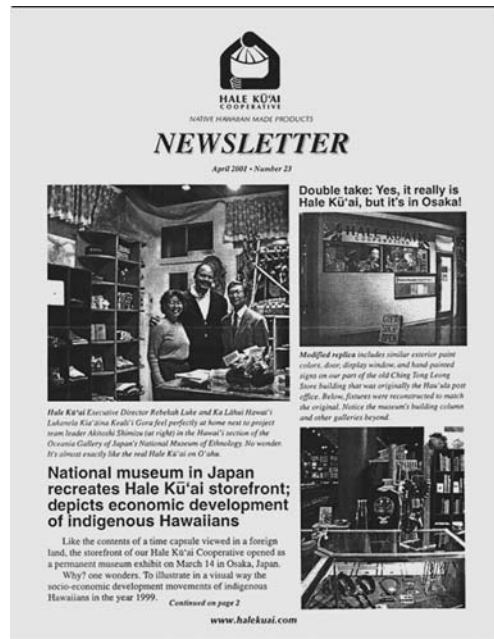 HALE KŪ'AI
COOPERATIVE
NATIVE HAWAIIAN MADE PRODUCTS
NEWSLETTER
April 2001 • Number 23
Double take: Yes, it really is
Hale Kū'ai, but it's in Osaka!
HALE KU'AI
COOPERATIVE
Modified replica includes similar exterior paint
colors, door, display window, and hand painted
signs on our part of the old Ching Tong Leong
Store building that was originally the Hau'ula post
office. Below, fixtures were reconstructed to match
the original. Notice the museum's building column
and other galleries beyond.
Hale Kū'ai Executive Director Rebekah Luke and Ka Lāhui Hawai'i
Lukanela Kia'āina Keali'i Gora feel perfectly at home next to project
team leader Akitoshi Shimizu (at right) in the Hawai'i section of the
Oceania Gallery of Japan's National Museum of Ethnology. No wonder.
It's almost exactly like the real Hale Kū'ai on O'ahu.
National museum in Japan
recreates Hale Kū'ai storefront;
depicts economic development
of indigenous Hawaiians
Like the contents of a time capsule viewed in a foreign
land, the storefront of our Hale Kū'ai Cooperative opened as
a permanent museum exhibit on March 14 in Osaka, Japan.
Why? one wonders. To illustrate in a visual way the
socio-economic development movements of indigenous
Hawaiians in the year 1999.
Continued on page 2
www.halekuai.com